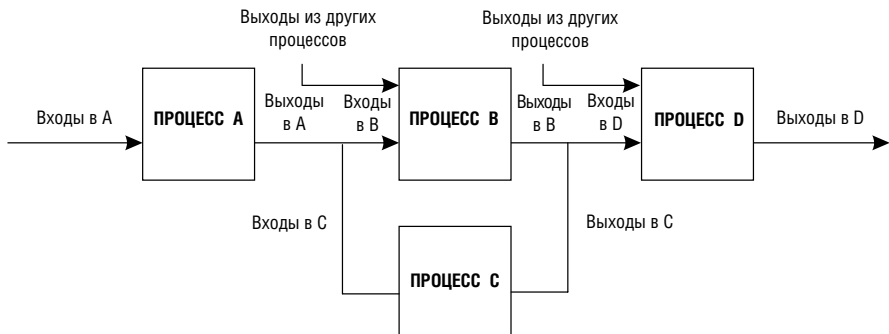 Выходы из других
процессов
Выходы из других
процессов
Входы в А
ПРОЦЕСС А
Выходы
в А
Входы
в В
ПРОЦЕСС В
Выходы
в В
Входы
в D
ПРОЦЕСС D
Выходы в D
Входы в С
ПРОЦЕСС С
Выходы в С